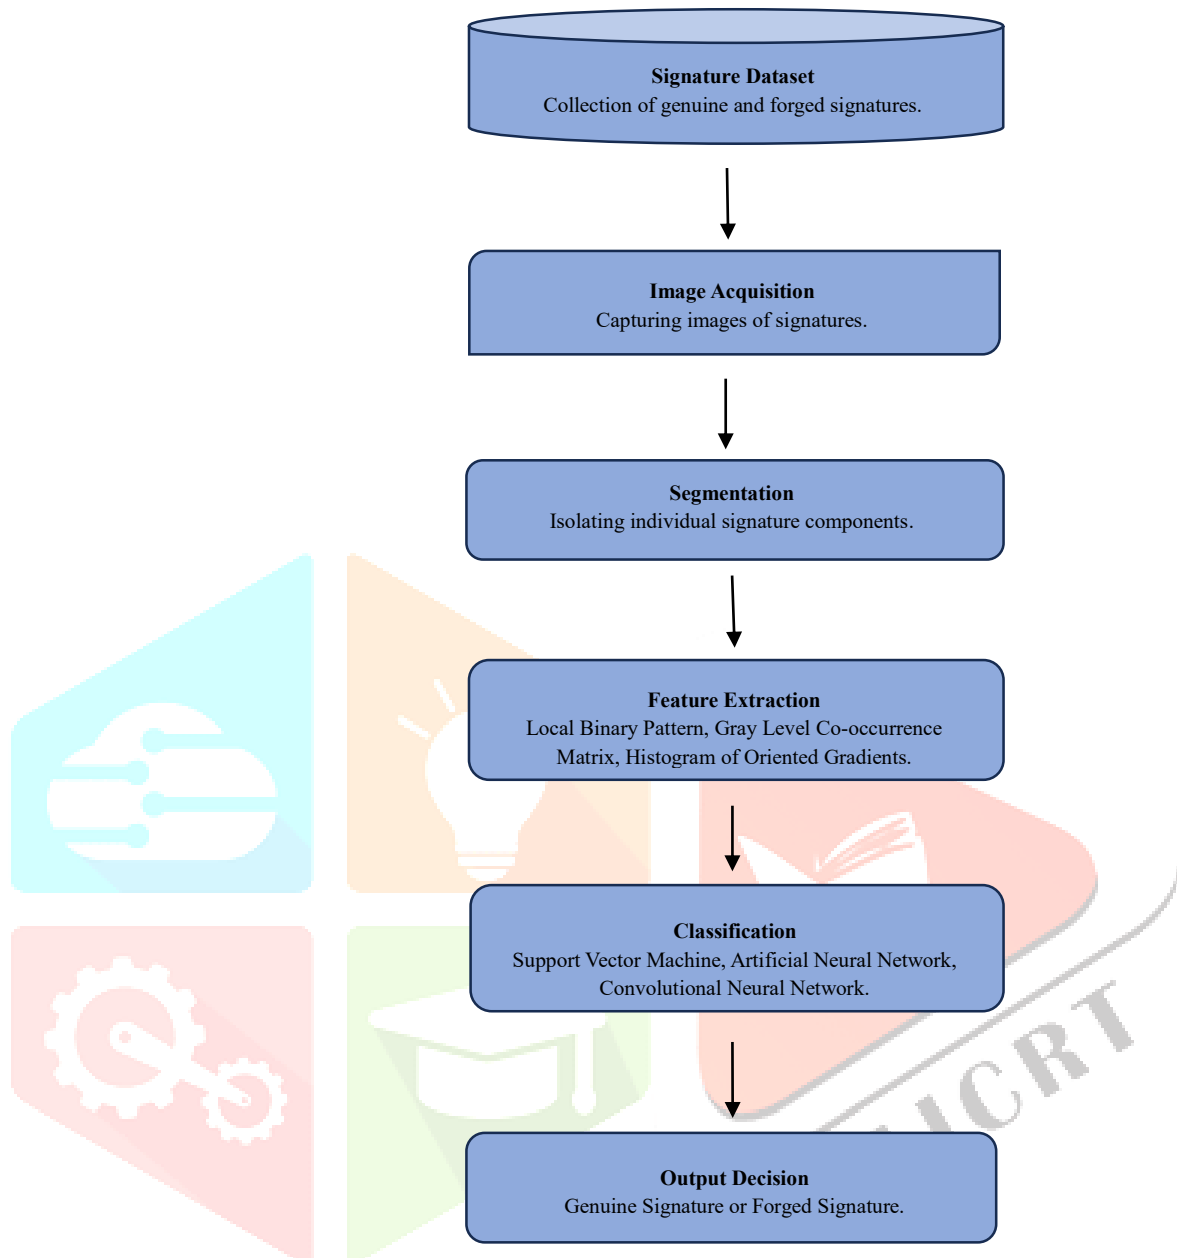 Signature Dataset
Collection of genuine and forged signatures.
Image Acquisition
Capturing images of signatures.
Segmentation
Isolating individual signature components.
Feature Extraction
Local Binary Pattern, Gray Level Co-occurrence
Matrix, Histogram of Oriented Gradients.
Classification
Support Vector Machine, Artificial Neural Network,
Convolutional Neural Network.
Output Decision
Genuine Signature or Forged Signature.